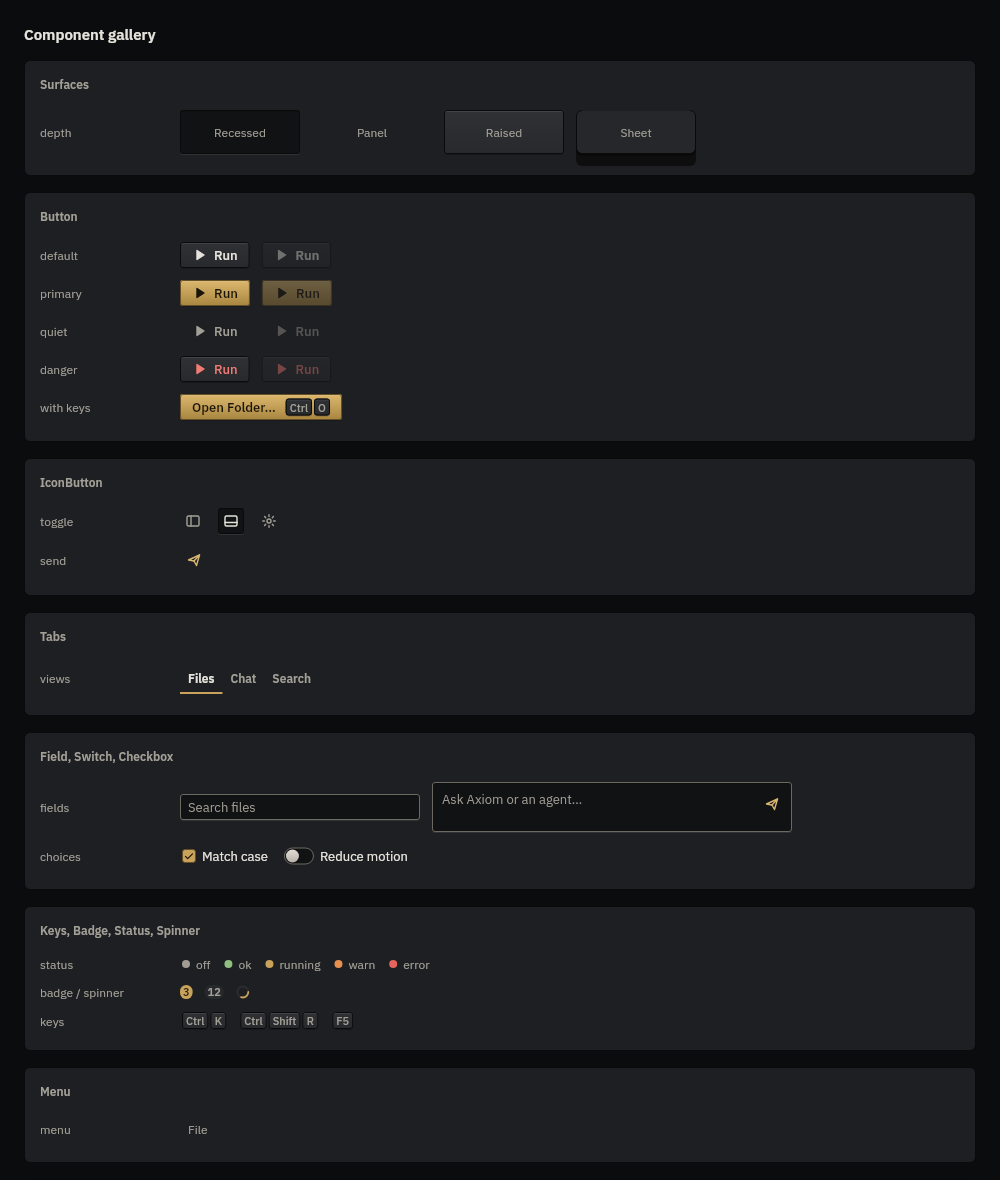 Component gallery
Surfaces
depth Recessed Panel Raised Sheet
Button
default Run Run
primary Run Run
quiet Run Run
danger Run Run
with keys Open Folder... Ctrl O
IconButton
toggle
send
Tabs
views Files Chat Search
Field, Switch, Checkbox
fields Search files Ask Axiom or an agent...
choices Match case Reduce motion
Keys, Badge, Status, Spinner
status off ok running warn error
badge / spinner 3 12
keys Ctrl K Ctrl Shift R F5
Menu
menu File